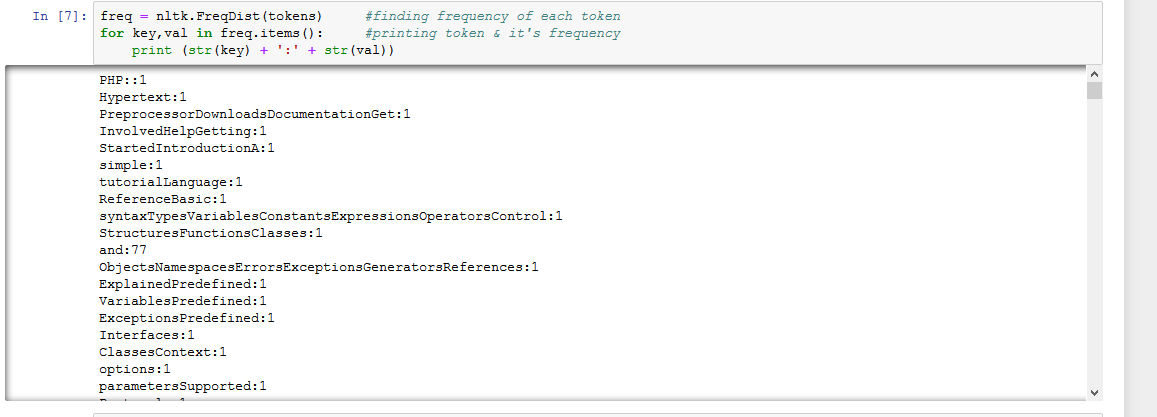 In [7]: freq = nltk.FreqDist(tokens)     #finding frequency of each token
for key,val in freq.items():     #printing token & it's frequency
    print (str(key) + ':' + str(val))
PHP::1
Hypertext:1
PreprocessorDownloadsDocumentationGet:1
InvolvedHelpGetting:1
StartedIntroductionA:1
simple:1
tutorialLanguage:1
ReferenceBasic:1
syntaxTypesVariablesConstantsExpressionsOperatorsControl:1
StructuresFunctionsClasses:1
and:77
ObjectsNamespacesErrorsExceptionsGeneratorsReferences:1
ExplainedPredefined:1
VariablesPredefined:1
ExceptionsPredefined:1
Interfaces:1
ClassesContext:1
options:1
parametersSupported:1